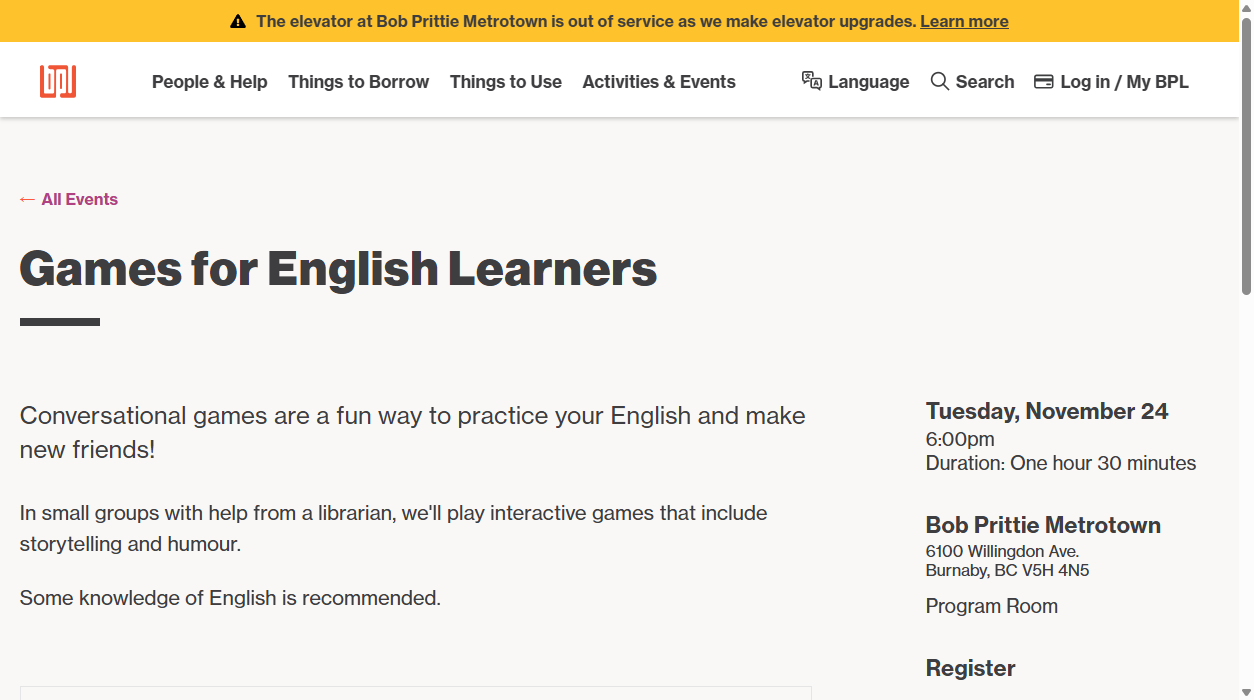 The elevator at Bob Prittie Metrotown is out of service as we make elevator upgrades. Learn more
People & Help Things to Borrow Things to Use Activities & Events Language Search Log in / My BPL
← All Events
Games for English Learners
Conversational games are a fun way to practice your English and make
new friends!
In small groups with help from a librarian, we'll play interactive games that include
storytelling and humour.
Some knowledge of English is recommended.
Tuesday, November 24
6:00pm
Duration: One hour 30 minutes
Bob Prittie Metrotown
6100 Willingdon Ave.
Burnaby, BC V5H 4N5
Program Room
Register